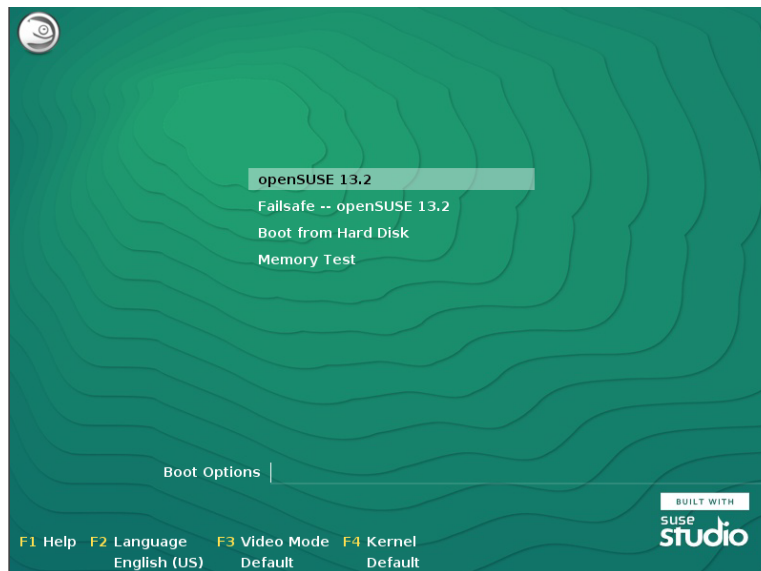 openSUSE 13.2
Failsafe -- openSUSE 13.2
Boot from Hard Disk
Memory Test
Boot Options
BUILT WITH
suse
studio
F1 Help F2 Language F3 Video Mode F4 Kernel
English (US) Default Default